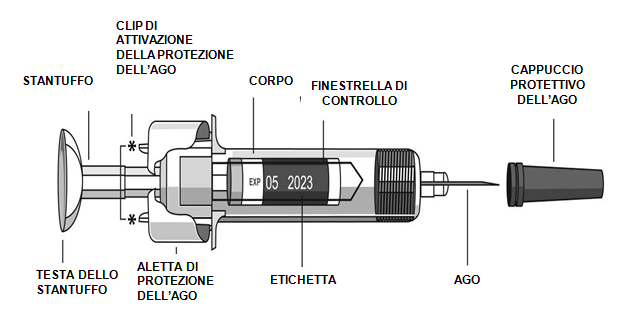 CLIP DI
ATTIVAZIONE
DELLA PROTEZIONE
DELL'AGO
STANTUFFO
CORPO
FINESTRELLA DI
CONTROLLO
CAPPUCCIO
PROTETTIVO
DELL'AGO
*
EXP 05 2023
*
TESTA DELLO
STANTUFFO
ALETTA DI
PROTEZIONE
DELL'AGO
ETICHETTA
AGO